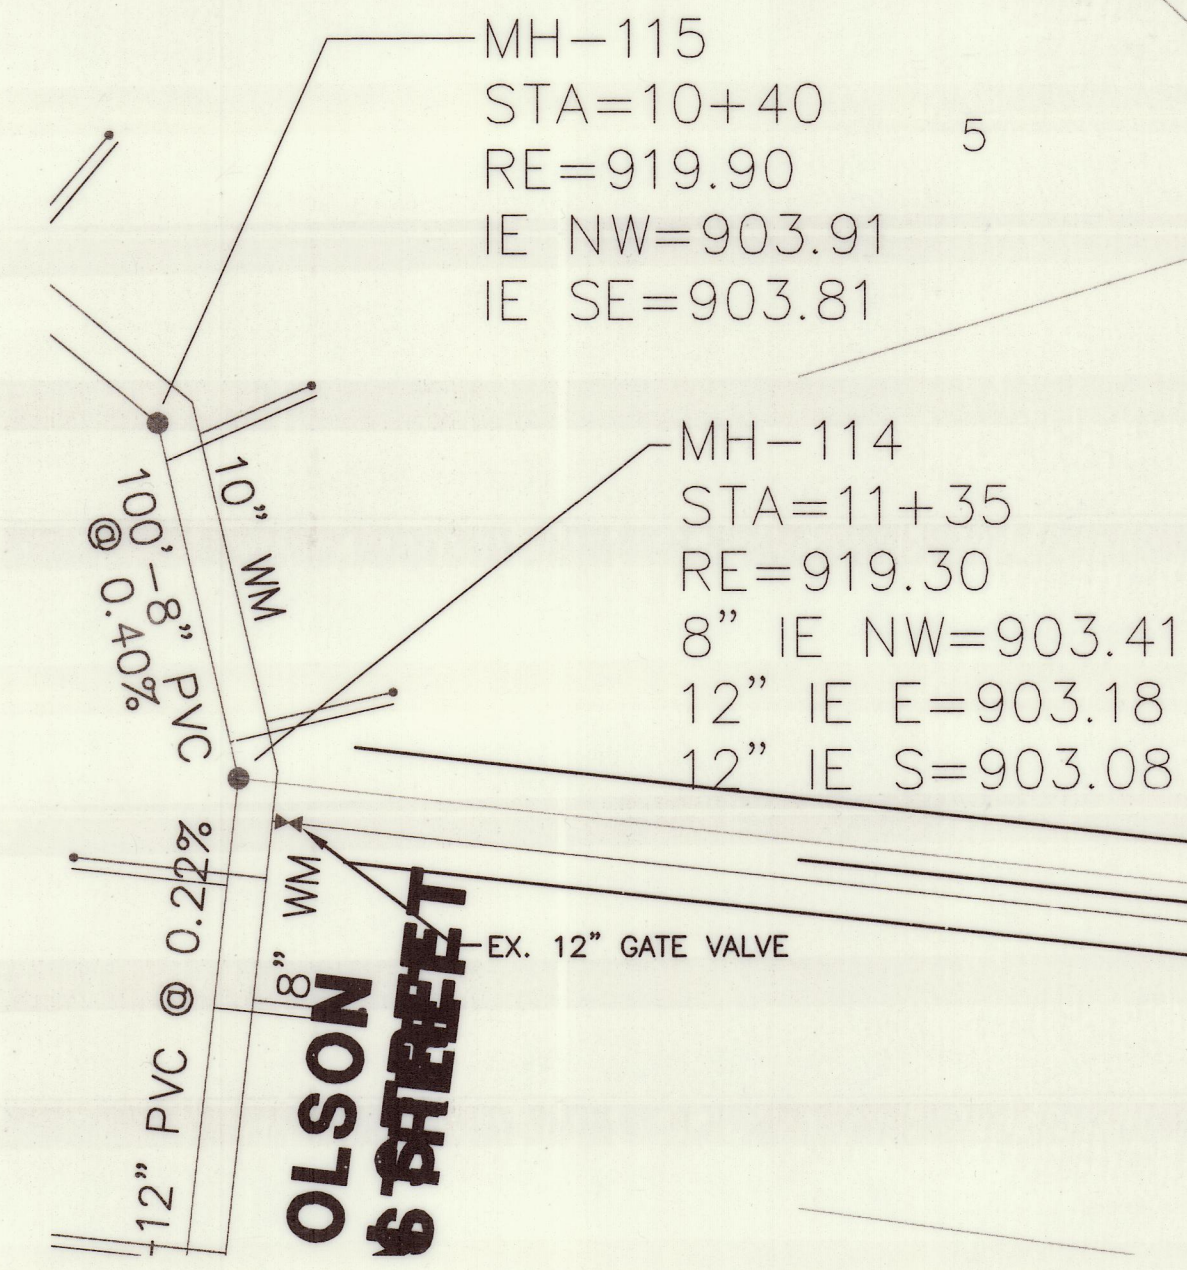 MH-115
STA=10+40
RE=919.90
IE NW=903.91
IE SE=903.81
5
MH-114
STA=11+35
RE=919.30
8" IE NW=903.41
12" IE E=903.18
12" IE S=903.08
10" WM
100'-8" PVC
@ 0.40%
12" PVC @ 0.22%
8" WM
EX. 12" GATE VALVE
OLSON